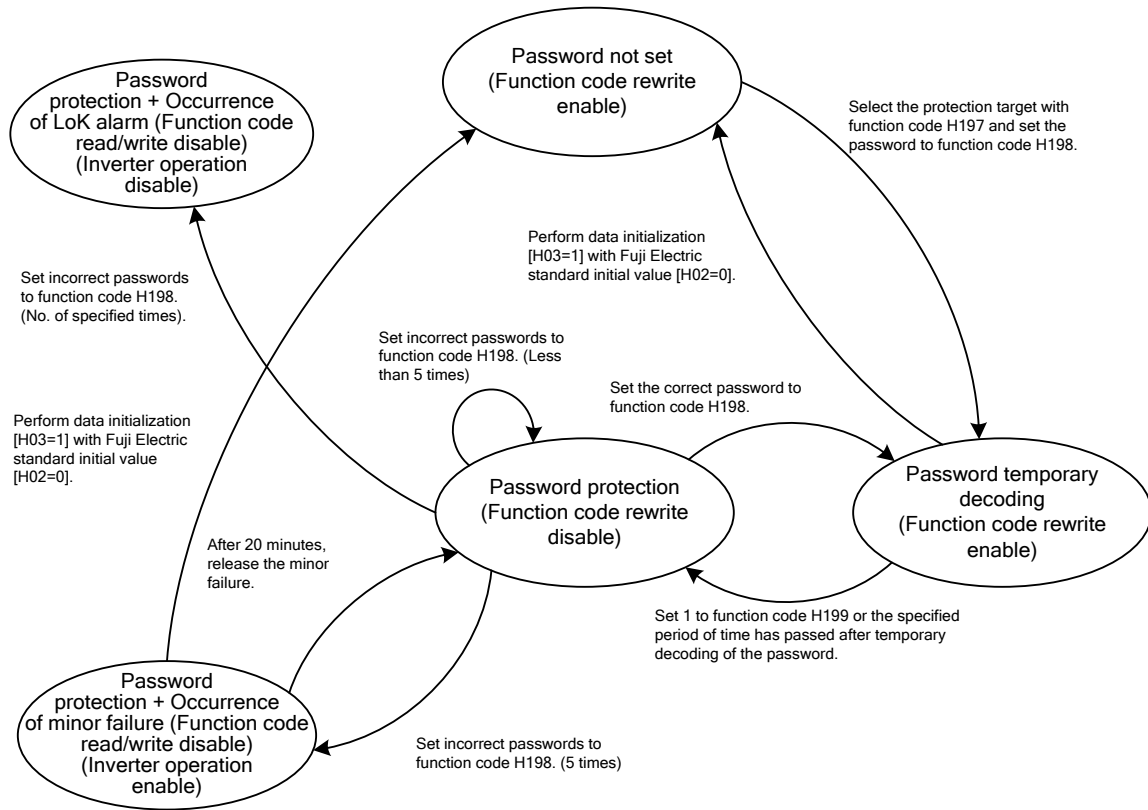 Password not set
(Function code rewrite
enable)
Password
protection + Occurrence
of LoK alarm (Function code
read/write disable)
(Inverter operation
disable)
Select the protection target with
function code H197 and set the
password to function code H198.
Perform data initialization
[H03=1] with Fuji Electric
standard initial value [H02=0].
Set incorrect passwords
to function code H198.
(No. of specified times).
Set incorrect passwords to
function code H198. (Less
than 5 times)
Set the correct password to
function code H198.
Perform data initialization
[H03=1] with Fuji Electric
standard initial value
[H02=0].
Password protection
(Function code rewrite
disable)
Password temporary
decoding
(Function code rewrite
enable)
After 20 minutes,
release the minor
failure.
Set 1 to function code H199 or the specified
period of time has passed after temporary
decoding of the password.
Password
protection + Occurrence
of minor failure (Function code
read/write disable)
(Inverter operation
enable)
Set incorrect passwords to
function code H198. (5 times)